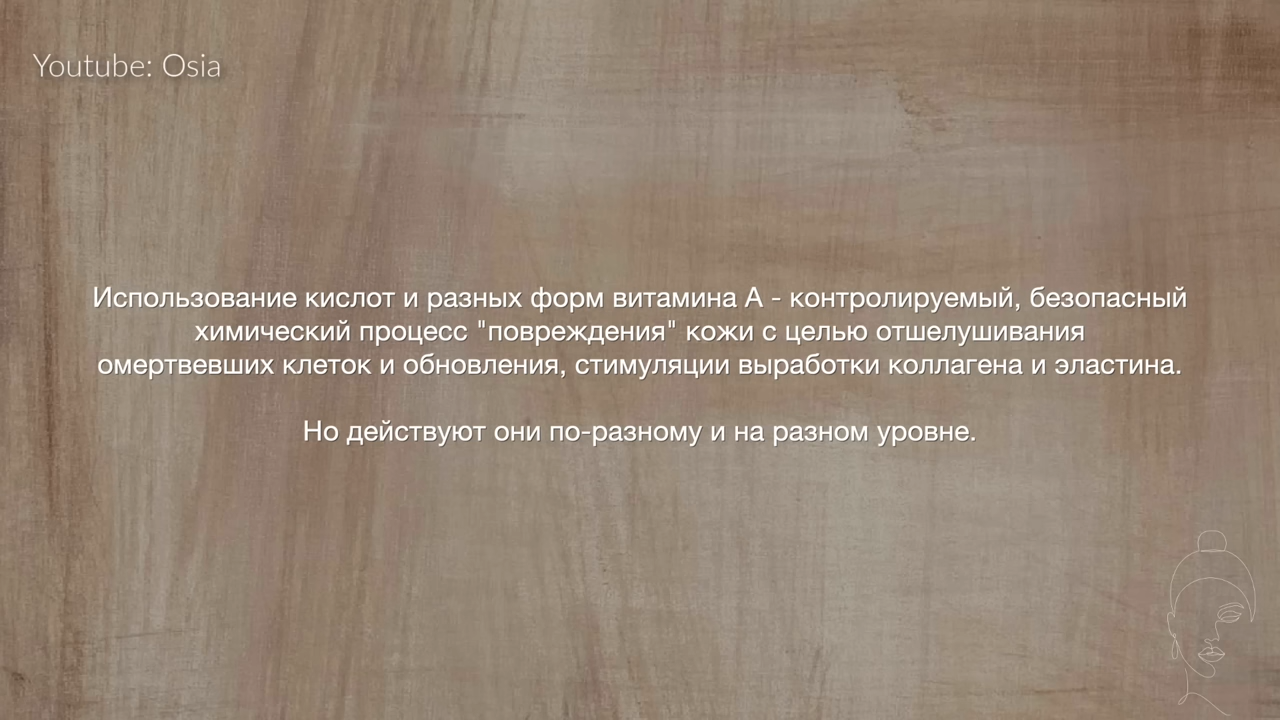 Youtube: Osia
Использование кислот и разных форм витамина А - контролируемый, безопасный
химический процесс "повреждения" кожи с целью отшелушивания
омертвевших клеток и обновления, стимуляции выработки коллагена и эластина.
Но действуют они по-разному и на разном уровне.